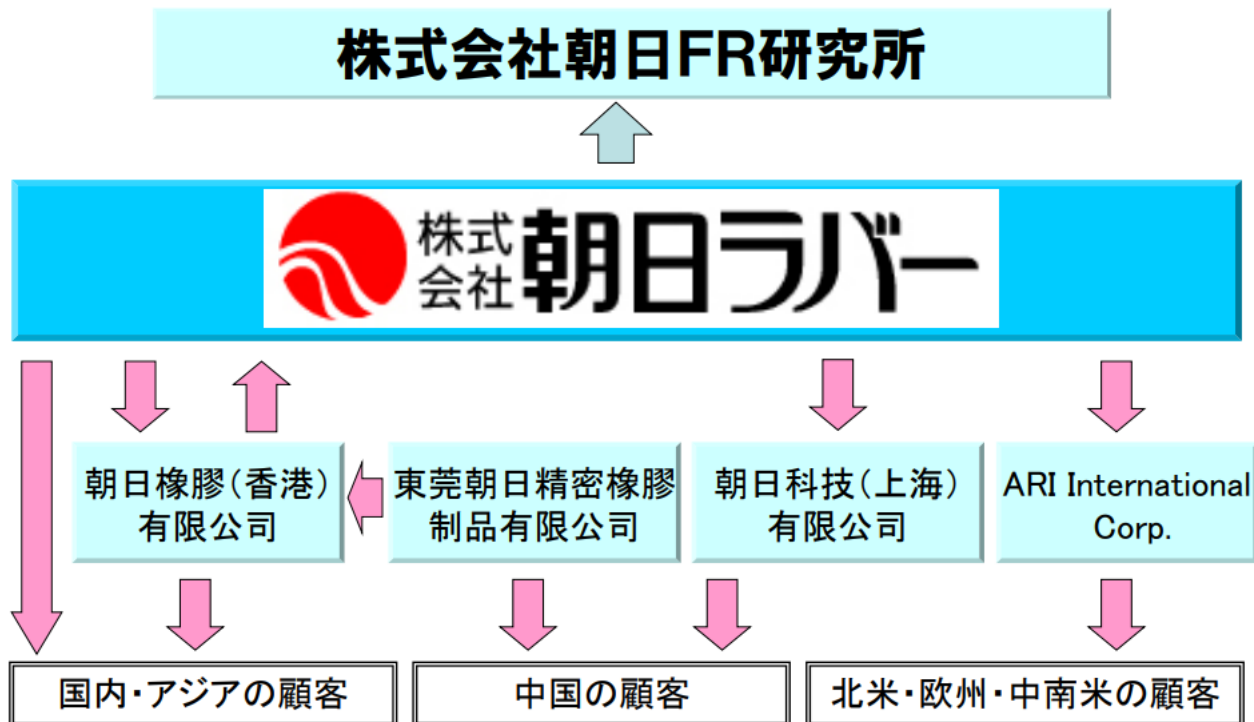 株式会社朝日FR研究所
株式会社 朝日ラバー
朝日橡膠(香港)
有限公司
東莞朝日精密橡膠
制品有限公司
朝日科技(上海)
有限公司
ARI International
Corp.
国内・アジアの顧客
中国の顧客
北米・欧州・中南米の顧客